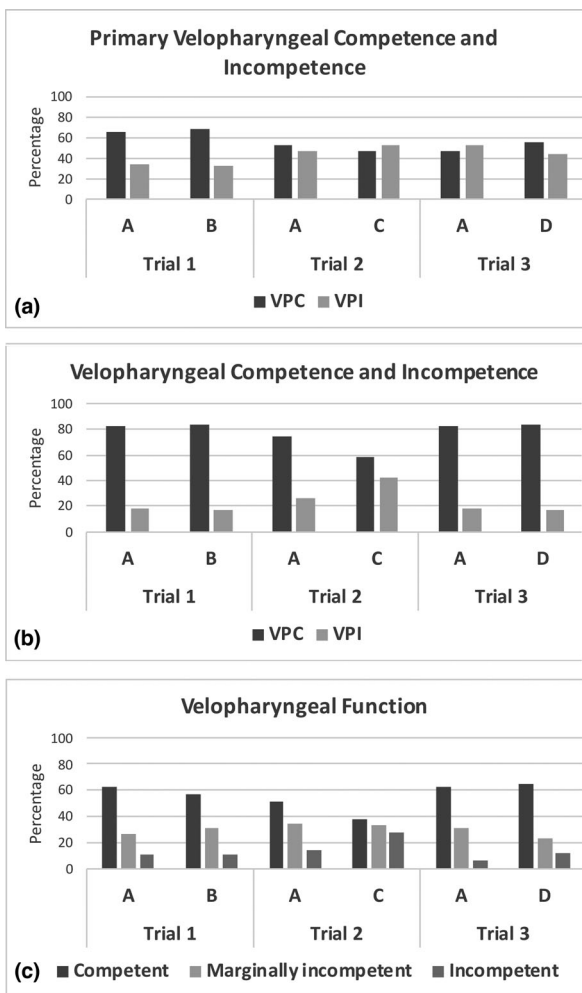 Primary Velopharyngeal Competence and
Incompetence
Percentage
100
80
60
40
20
0
A B A C A D
Trial 1 Trial 2 Trial 3
(a)
VPC VPI
Velopharyngeal Competence and Incompetence
Percentage
100
80
60
40
20
0
A B A C A D
Trial 1 Trial 2 Trial 3
(b)
VPC VPI
Velopharyngeal Function
Percentage
100
80
60
40
20
0
A B A C A D
Trial 1 Trial 2 Trial 3
(c) Competent Marginally incompetent Incompetent